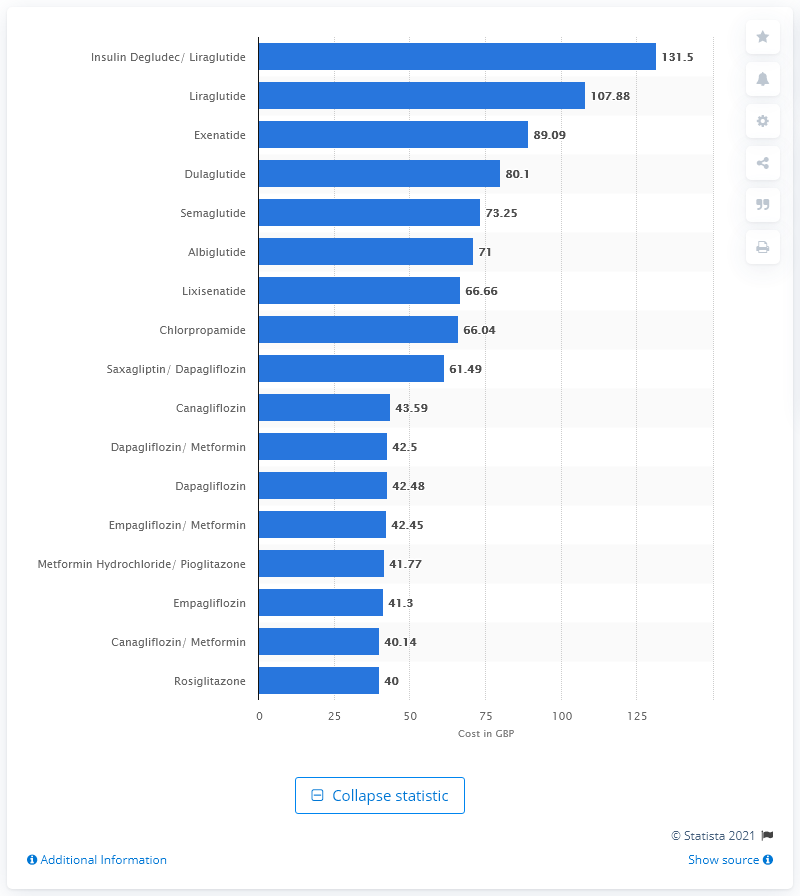 Insulin Degludec/ Liraglutide 131.5
Liraglutide 107.88
Exenatide 89.09
Dulaglutide 80.1
Semaglutide 73.25
Albiglutide 71
Lixisenatide 66.66
Chlorpropamide 66.04
Saxagliptin/ Dapagliflozin 61.49
Canagliflozin 43.59
Dapagliflozin/ Metformin 42.5
Dapagliflozin 42.48
Empagliflozin/ Metformin 42.45
Metformin Hydrochloride/ Pioglitazone 41.77
Empagliflozin 41.3
Canagliflozin/ Metformin 40.14
Rosiglitazone 40
0 25 50 75 100 125
Cost in GBP
Collapse statistic
© Statista 2021
Additional Information Show source